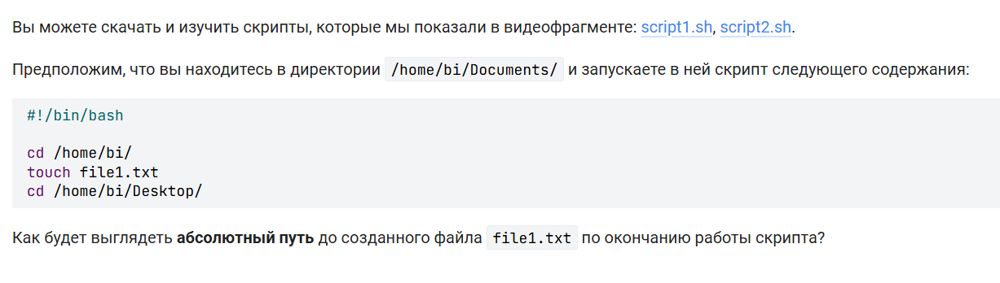 Вы можете скачать и изучить скрипты, которые мы показали в видеофрагменте: script1.sh, script2.sh.
Предположим, что вы находитесь в директории /home/bi/Documents/ и запускаете в ней скрипт следующего содержания:
#!/bin/bash
cd /home/bi/
touch file1.txt
cd /home/bi/Desktop/
Как будет выглядеть абсолютный путь до созданного файла file1.txt по окончанию работы скрипта?